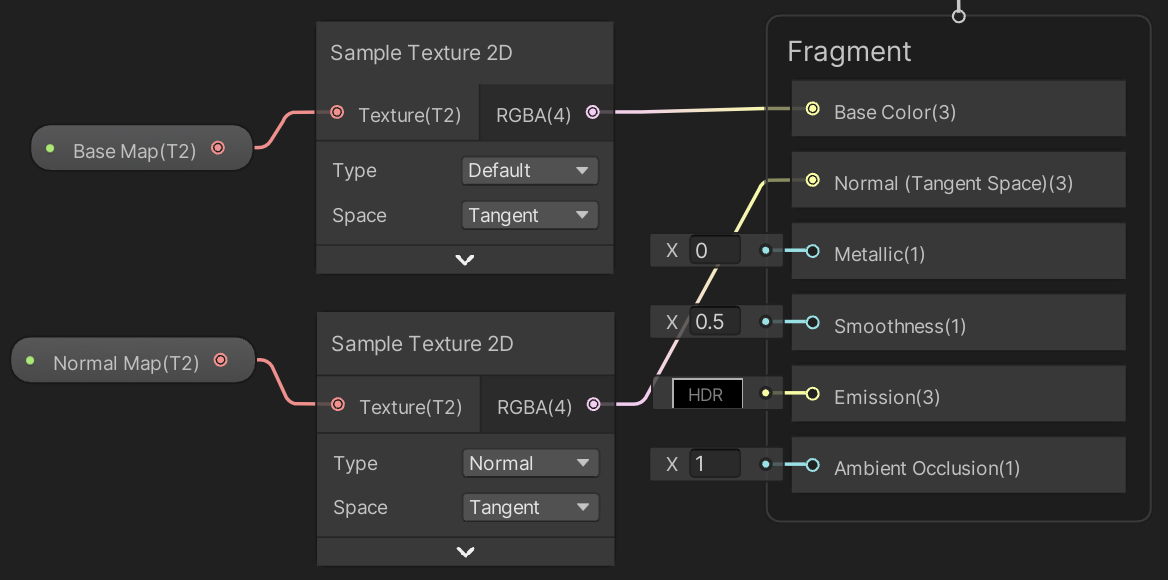 Sample Texture 2D
Base Map(T2)
Texture(T2)
RGBA(4)
Type
Default
Space
Tangent
Normal Map(T2)
Sample Texture 2D
Texture(T2)
RGBA(4)
Type
Normal
Space
Tangent
Fragment
Base Color(3)
Normal (Tangent Space)(3)
X 0
Metallic(1)
X 0.5
Smoothness(1)
HDR
Emission(3)
X 1
Ambient Occlusion(1)